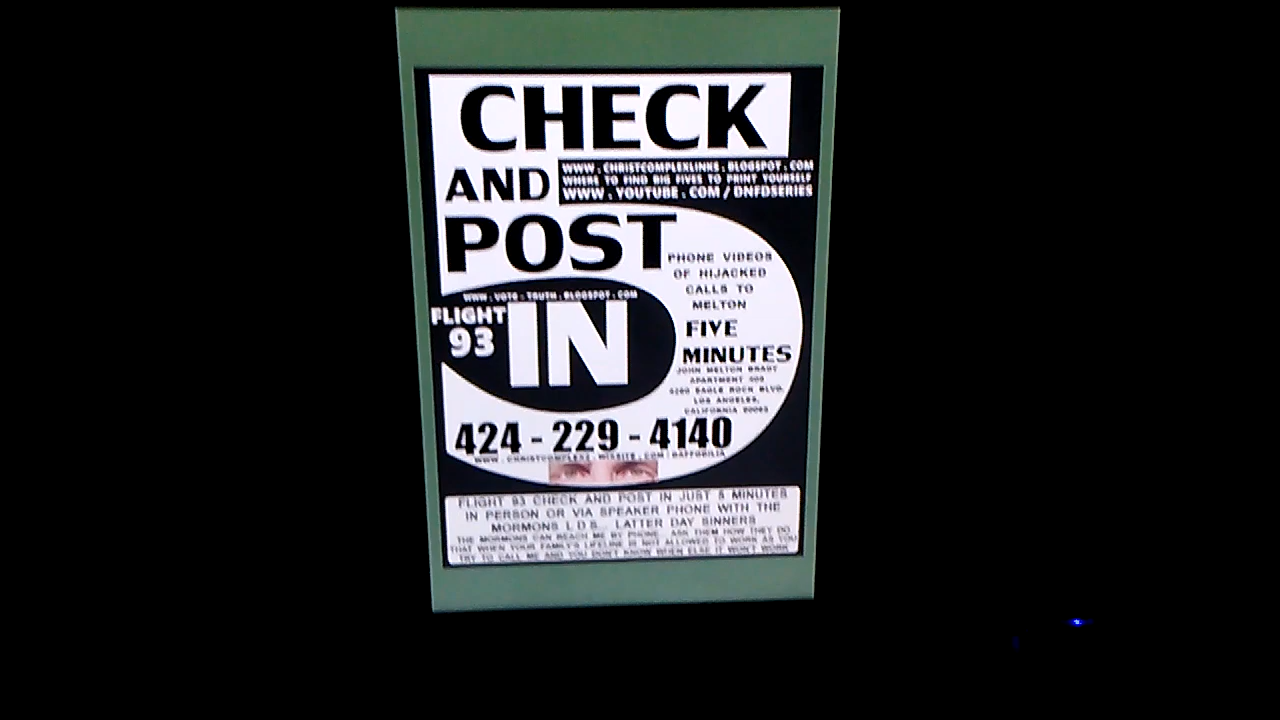 CHECK
AND
WWW . CHRISTCOMPLEXLINKS . BLOGSPOT . COM
WHERE TO FIND BIG FIVES TO PRINT YOURSELF
WWW . YOUTUBE . COM / DNFDSERIES
POST
PHONE VIDEOS
OF HIJACKED
CALLS TO
MELTON
WWW . VOTE - TRUTH . BLOGSPOT . COM
FLIGHT
93
IN
FIVE
MINUTES
JOHN MELTON
APARTMENT
EAGLE ROCK BLVD.
LOS ANGELES,
CALIFORNIA
424 - 229 - 4140
FLIGHT 93 CHECK AND POST IN JUST 5 MINUTES
IN PERSON OR VIA SPEAKER PHONE WITH THE
MORMONS L D S... LATTER DAY SINNERS
THE MORMONS CAN REACH ME BY PHONE. ASK THEM HOW THEY DO
THAT WHEN YOUR FAMILY'S LIFELINE IS NOT ALLOWED TO WORK AS YOU
TRY TO CALL ME AND YOU DON'T KNOW WHEN ELSE IT WON'T WORK